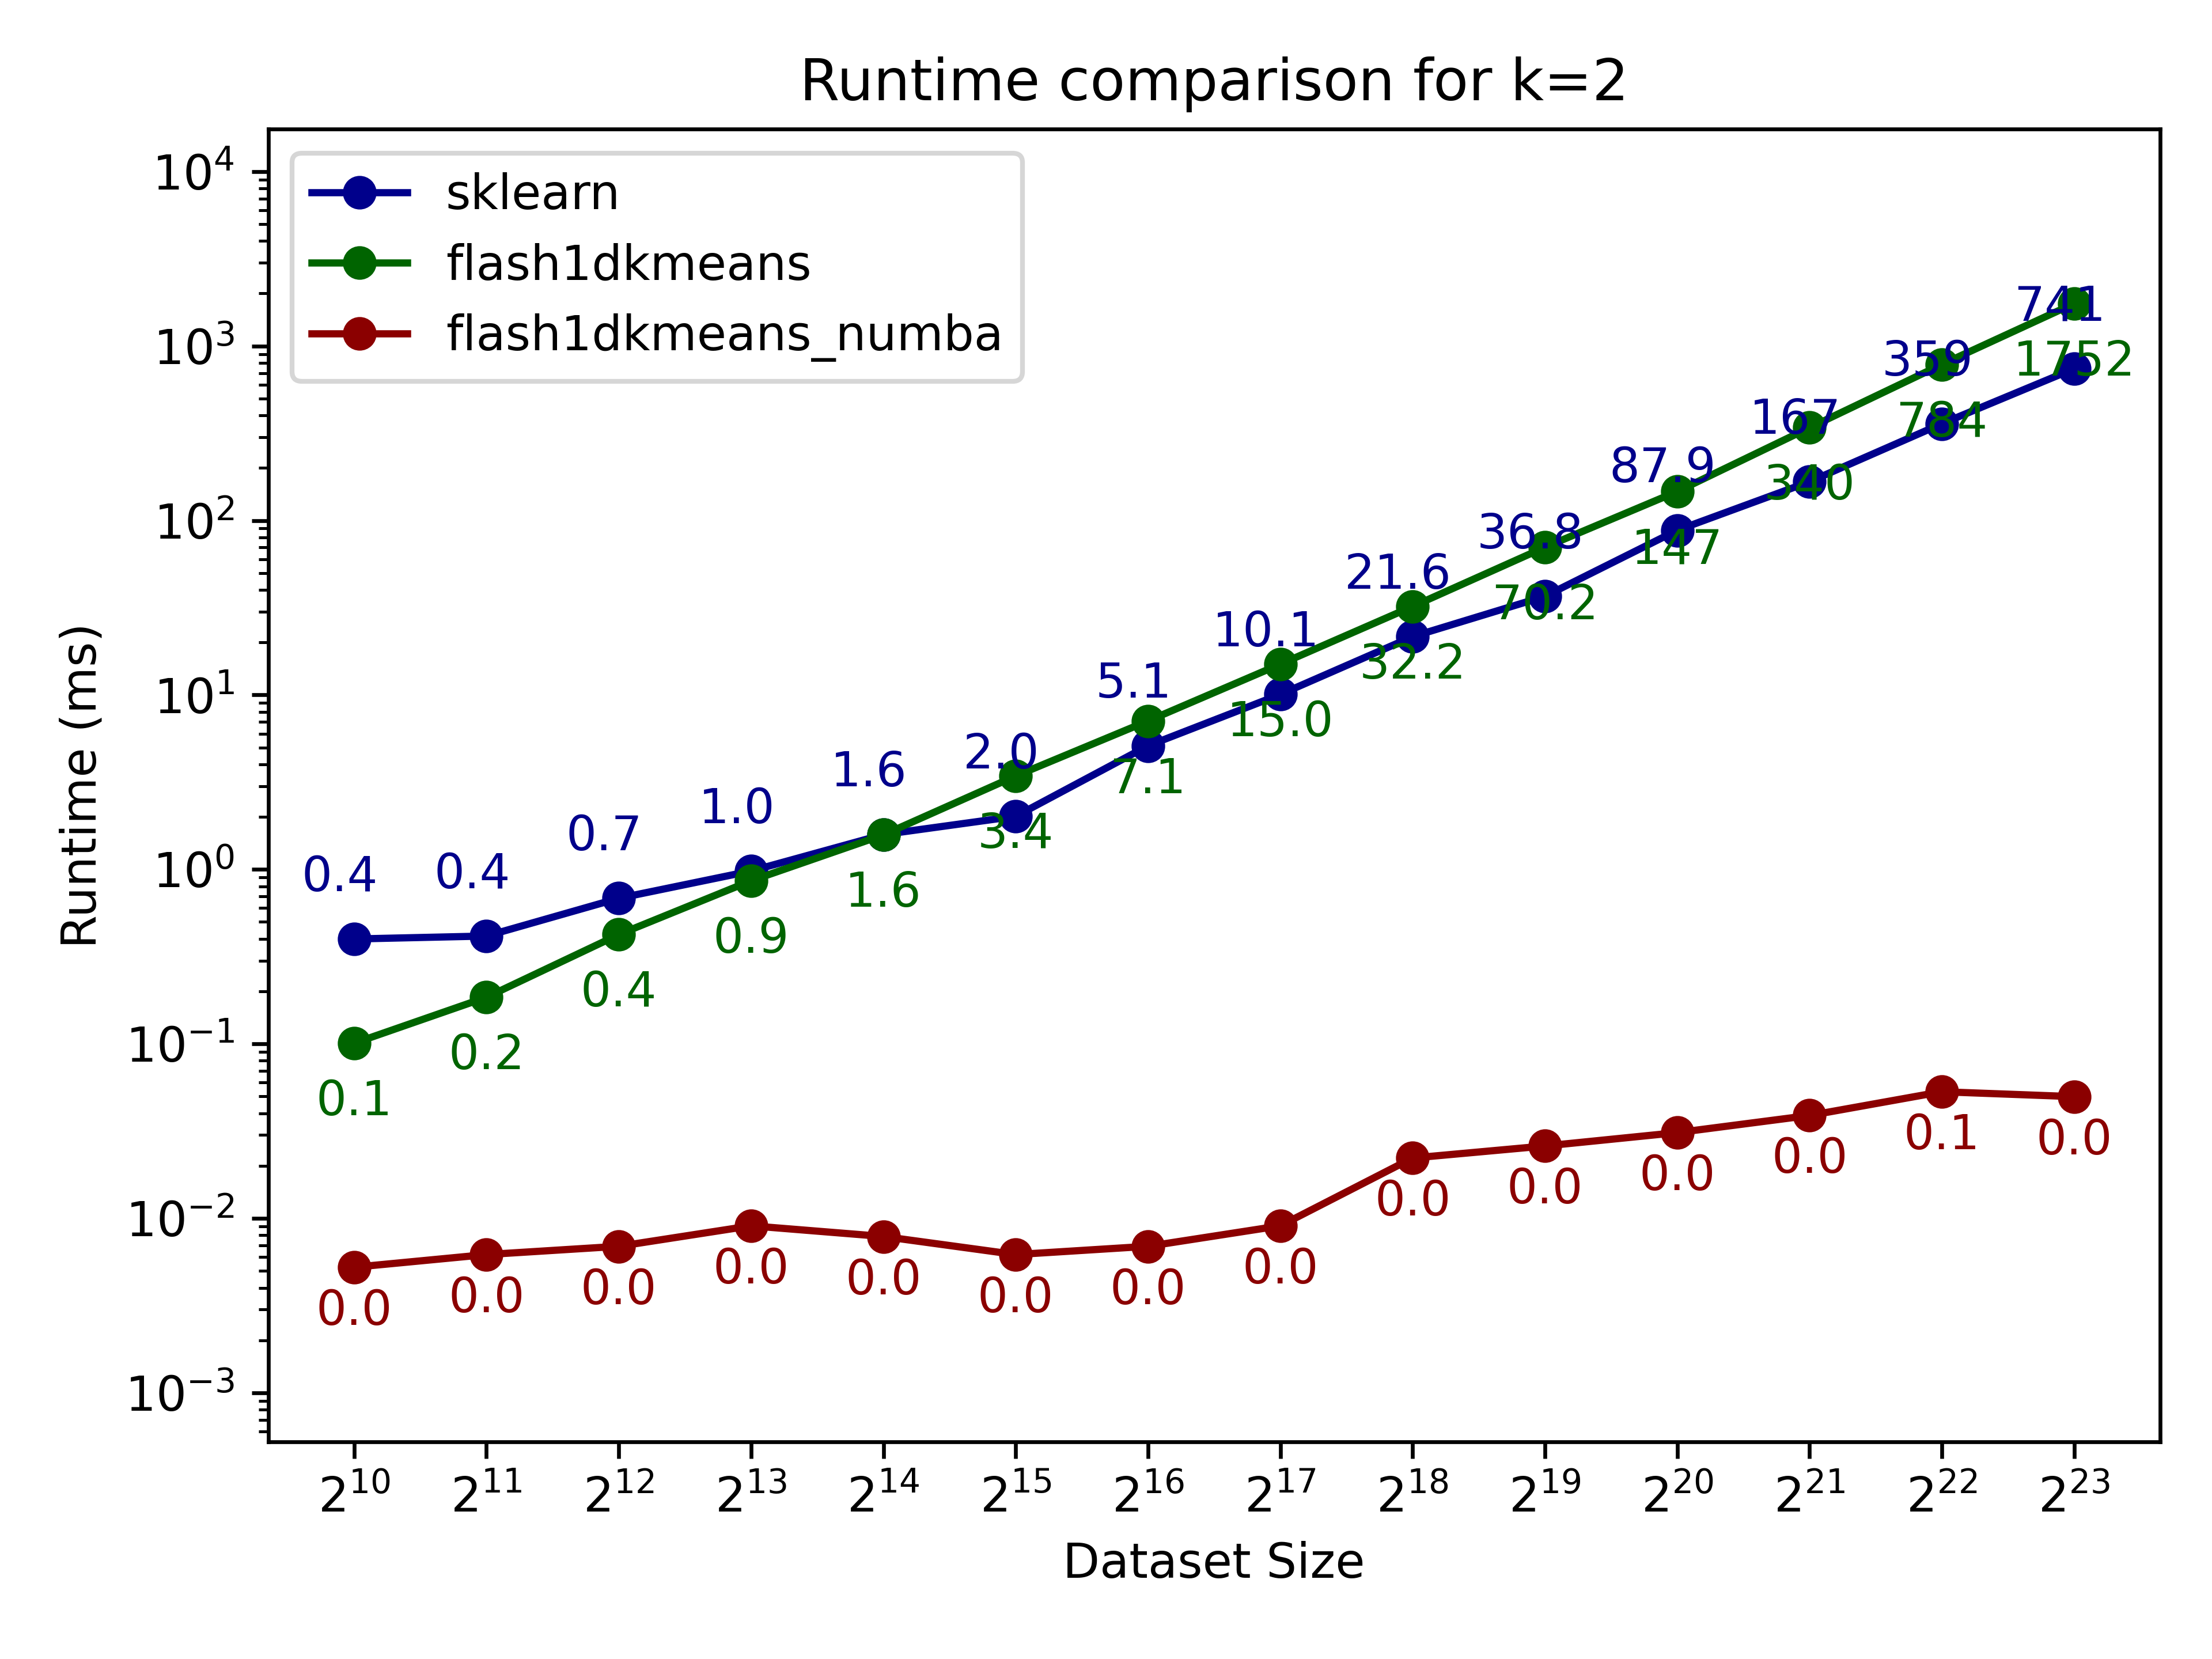 Runtime comparison for k=2
sklearn
flash1dkmeans
flash1dkmeans_numba
Runtime (ms)
10⁴
10³
10²
10¹
10⁰
10⁻¹
10⁻²
10⁻³
0.4 0.4 0.7 1.0 1.6 2.0 5.1 10.1 21.6 36.8 87.9 167 359 741
0.1 0.2 0.4 0.9 1.6 3.4 7.1 15.0 32.2 70.2 147 340 784 1752
0.0 0.0 0.0 0.0 0.0 0.0 0.0 0.0 0.0 0.0 0.0 0.0 0.1 0.0
2¹⁰ 2¹¹ 2¹² 2¹³ 2¹⁴ 2¹⁵ 2¹⁶ 2¹⁷ 2¹⁸ 2¹⁹ 2²⁰ 2²¹ 2²² 2²³
Dataset Size